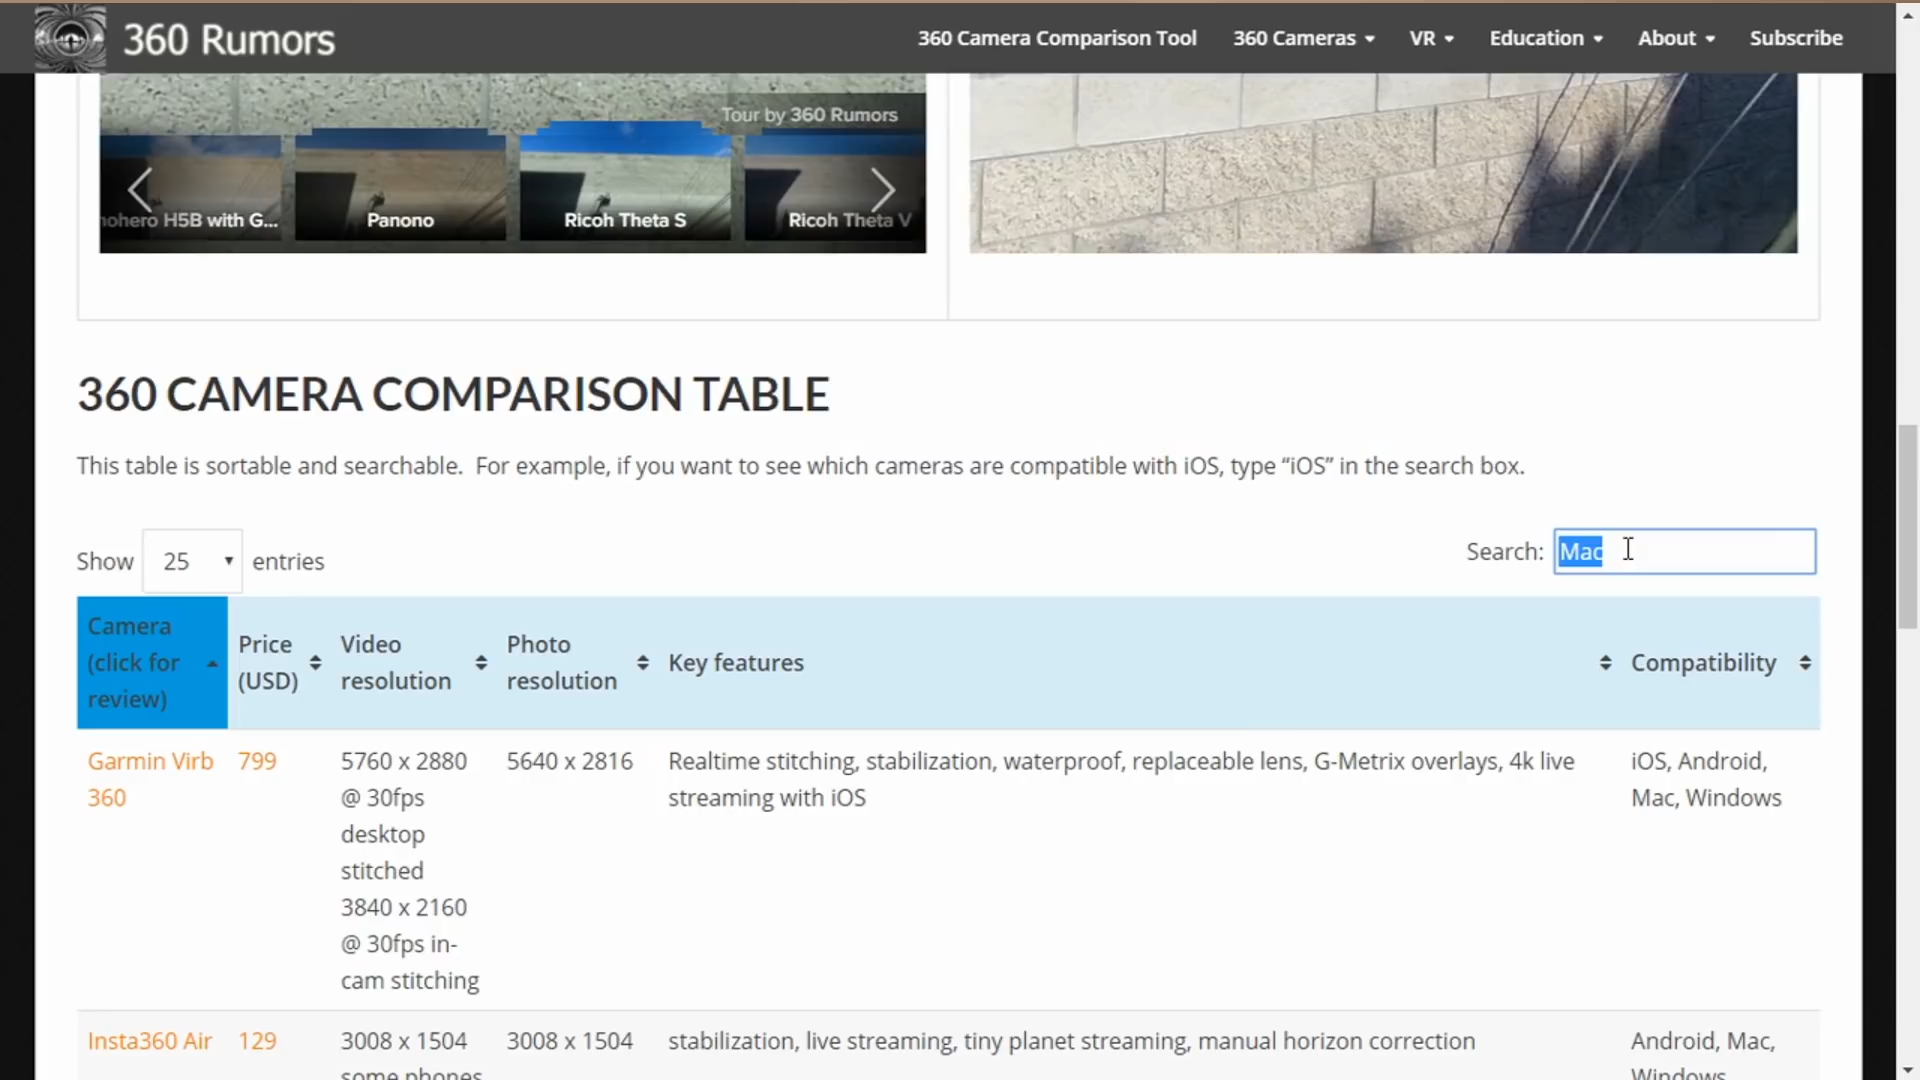 360 Rumors
360 Camera Comparison Tool
360 Cameras
VR
Education
About
Subscribe
Tour by 360 Rumors
nohero H5B with G...
Panono
Ricoh Theta S
Ricoh Theta V
360 CAMERA COMPARISON TABLE
This table is sortable and searchable. For example, if you want to see which cameras are compatible with iOS, type “iOS” in the search box.
Show 25 entries
Search: Mac
Camera
(click for
review)
Price
(USD)
Video
resolution
Photo
resolution
Key features
Compatibility
Garmin Virb
360
799
5760 x 2880
@ 30fps
desktop
stitched
3840 x 2160
@ 30fps in-
cam stitching
5640 x 2816
Realtime stitching, stabilization, waterproof, replaceable lens, G-Metrix overlays, 4k live
streaming with iOS
iOS, Android,
Mac, Windows
Insta360 Air
129
3008 x 1504
some phones
3008 x 1504
stabilization, live streaming, tiny planet streaming, manual horizon correction
Android, Mac,
Windows